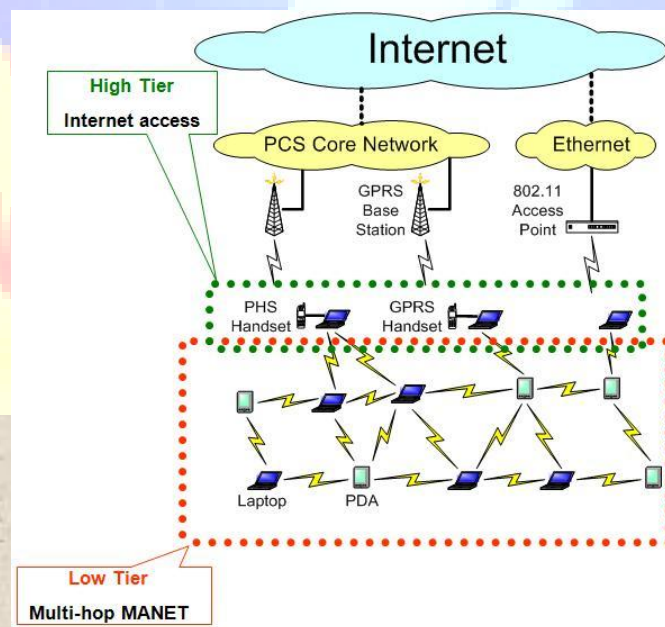 Internet
High Tier
Internet access
PCS Core Network
Ethernet
GPRS
Base
Station
802.11
Access
Point
PHS
Handset
GPRS
Handset
Laptop
PDA
Low Tier
Multi-hop MANET